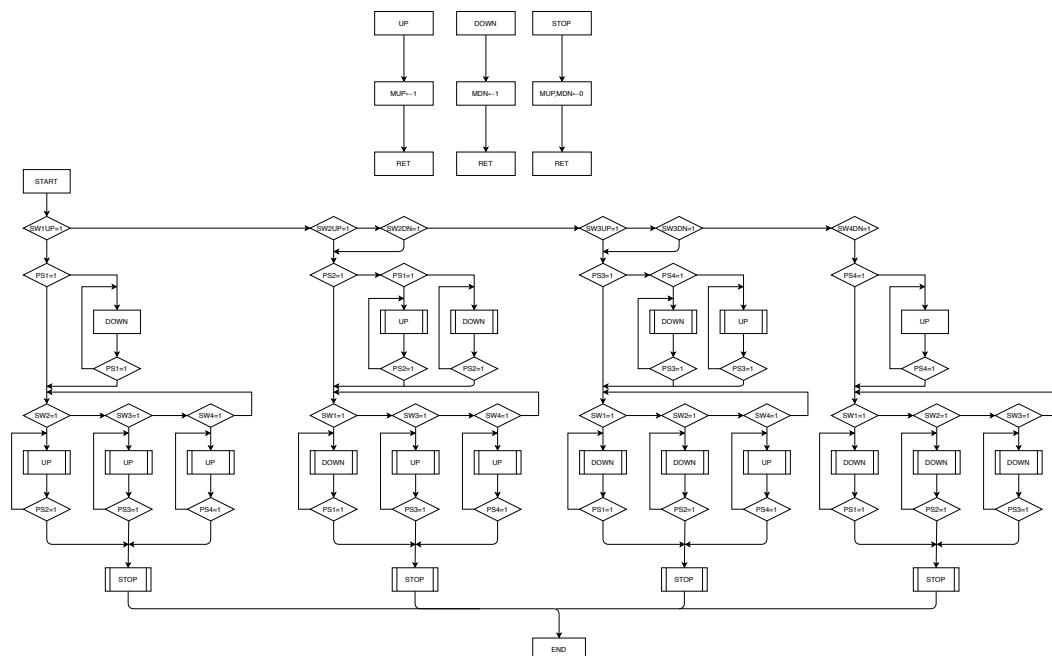 UP
DOWN
STOP
MUP←1
MDN←1
MUP,MDN←0
RET
RET
RET
START
SW1UP=1
SW2UP=1
SW2DN=1
SW3UP=1
SW3DN=1
SW4DN=1
PS1=1
PS2=1
PS1=1
PS3=1
PS4=1
PS4=1
DOWN
UP
DOWN
DOWN
UP
UP
PS1=1
PS2=1
PS2=1
PS3=1
PS3=1
PS4=1
SW2=1
SW3=1
SW4=1
SW1=1
SW3=1
SW4=1
SW1=1
SW2=1
SW4=1
SW1=1
SW2=1
SW3=1
UP
UP
UP
DOWN
UP
UP
DOWN
DOWN
UP
DOWN
DOWN
DOWN
PS2=1
PS3=1
PS4=1
PS1=1
PS3=1
PS4=1
PS1=1
PS2=1
PS4=1
PS1=1
PS2=1
PS3=1
STOP
STOP
STOP
STOP
END